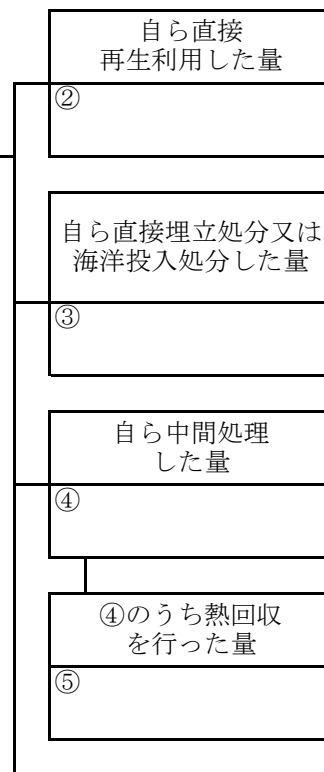 自ら直接
再生利用した量
②
自ら直接埋立処分又は
海洋投入処分した量
③
自ら中間処理
した量
④
④のうち熱回収
を行った量
⑤